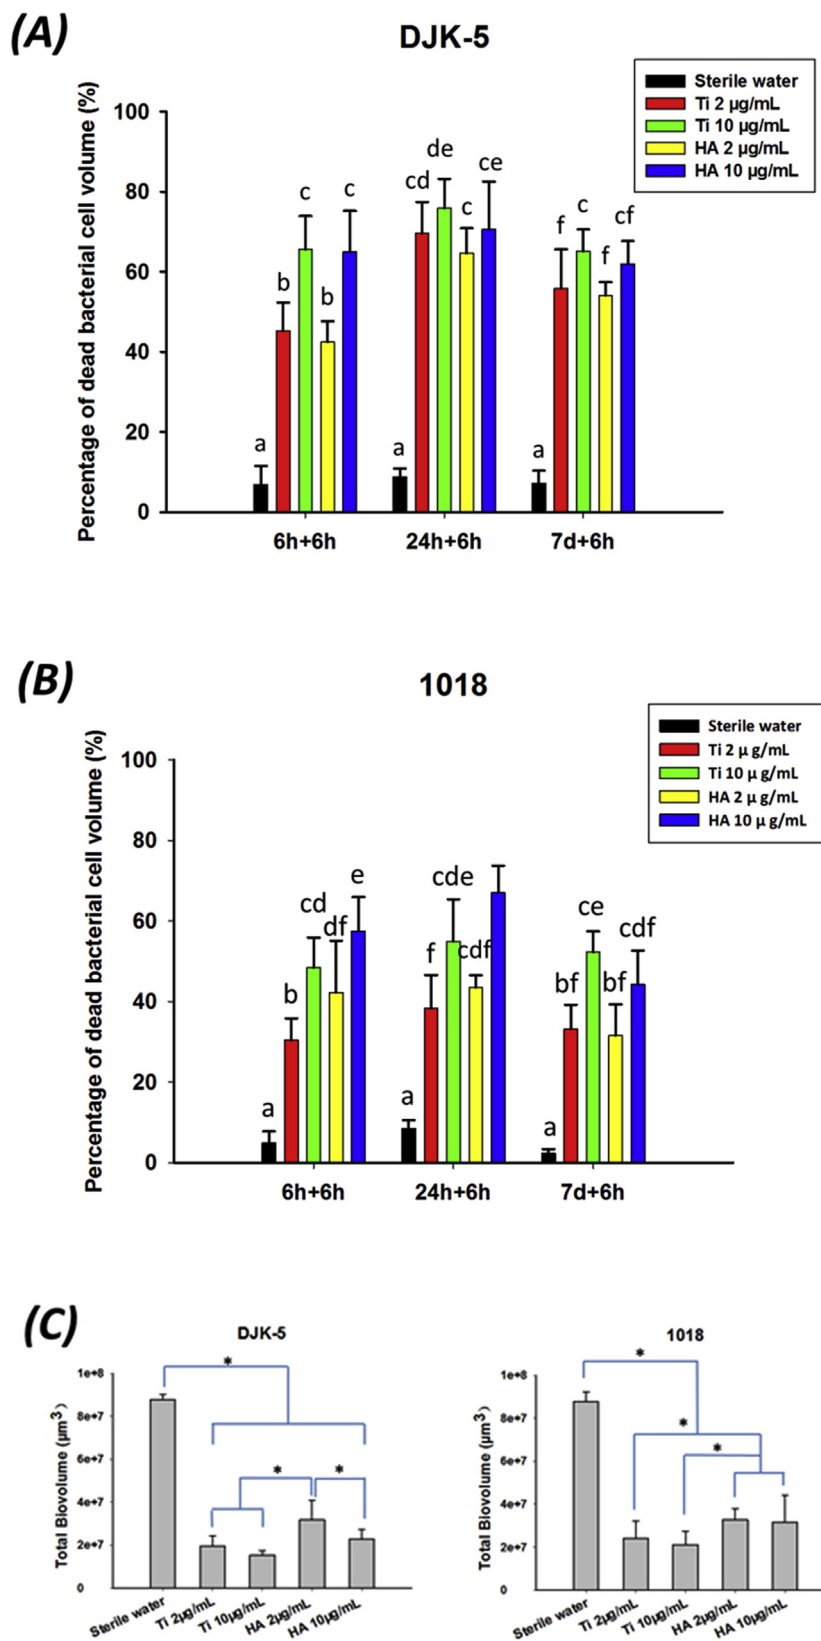 (A)
DJK-5
Sterile water
Ti 2 µg/mL
Ti 10 µg/mL
HA 2 µg/mL
HA 10 µg/mL
Percentage of dead bacterial cell volume (%)
100
80
60
40
20
0
a b c b c
a cd de c ce
a f c f cf
6h+6h 24h+6h 7d+6h
(B)
1018
Sterile water
Ti 2 µ g/mL
Ti 10 µ g/mL
HA 2 µ g/mL
HA 10 µ g/mL
Percentage of dead bacterial cell volume (%)
100
80
60
40
20
0
a b cd df e
a f cde cdf
a bf ce bf cdf
6h+6h 24h+6h 7d+6h
(C)
DJK-5
Total Biovolume (µm³)
1e+8
8e+7
6e+7
4e+7
2e+7
0
*
* *
Sterile water Ti 2µg/mL Ti 10µg/mL HA 2µg/mL HA 10µg/mL
1018
Total Biovolume (µm³)
1e+8
8e+7
6e+7
4e+7
2e+7
0
*
*
*
Sterile water Ti 2µg/mL Ti 10µg/mL HA 2µg/mL HA 10µg/mL